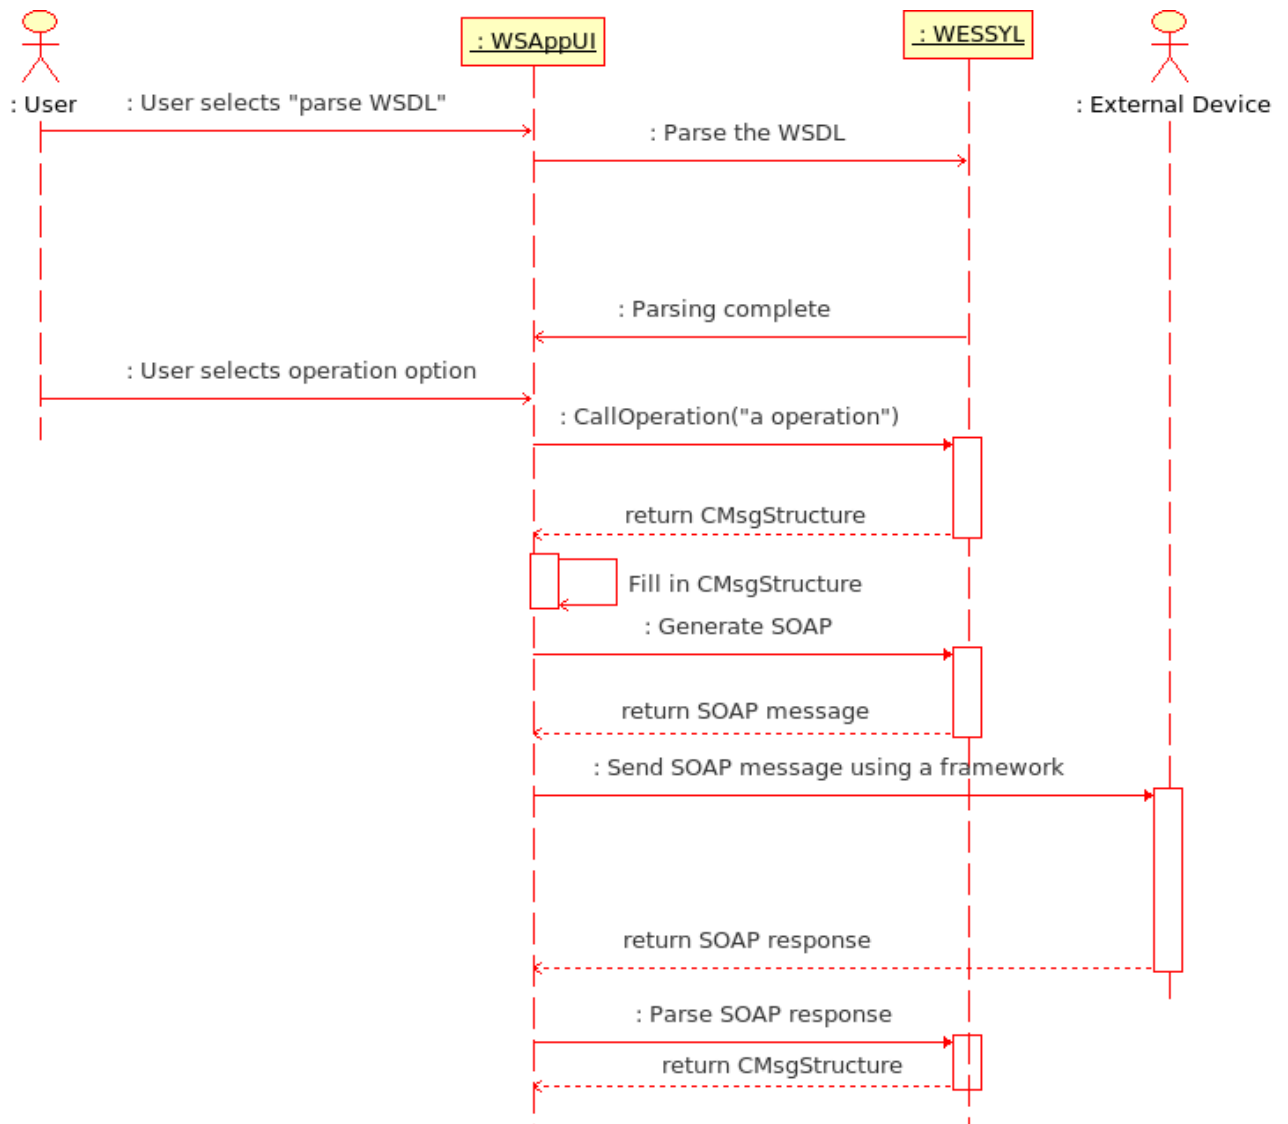 : WSAppUI
: WESSYL
: User
: External Device
: User selects "parse WSDL"
: Parse the WSDL
: Parsing complete
: User selects operation option
: CallOperation("a operation")
return CMsgStructure
Fill in CMsgStructure
: Generate SOAP
return SOAP message
: Send SOAP message using a framework
return SOAP response
: Parse SOAP response
return CMsgStructure